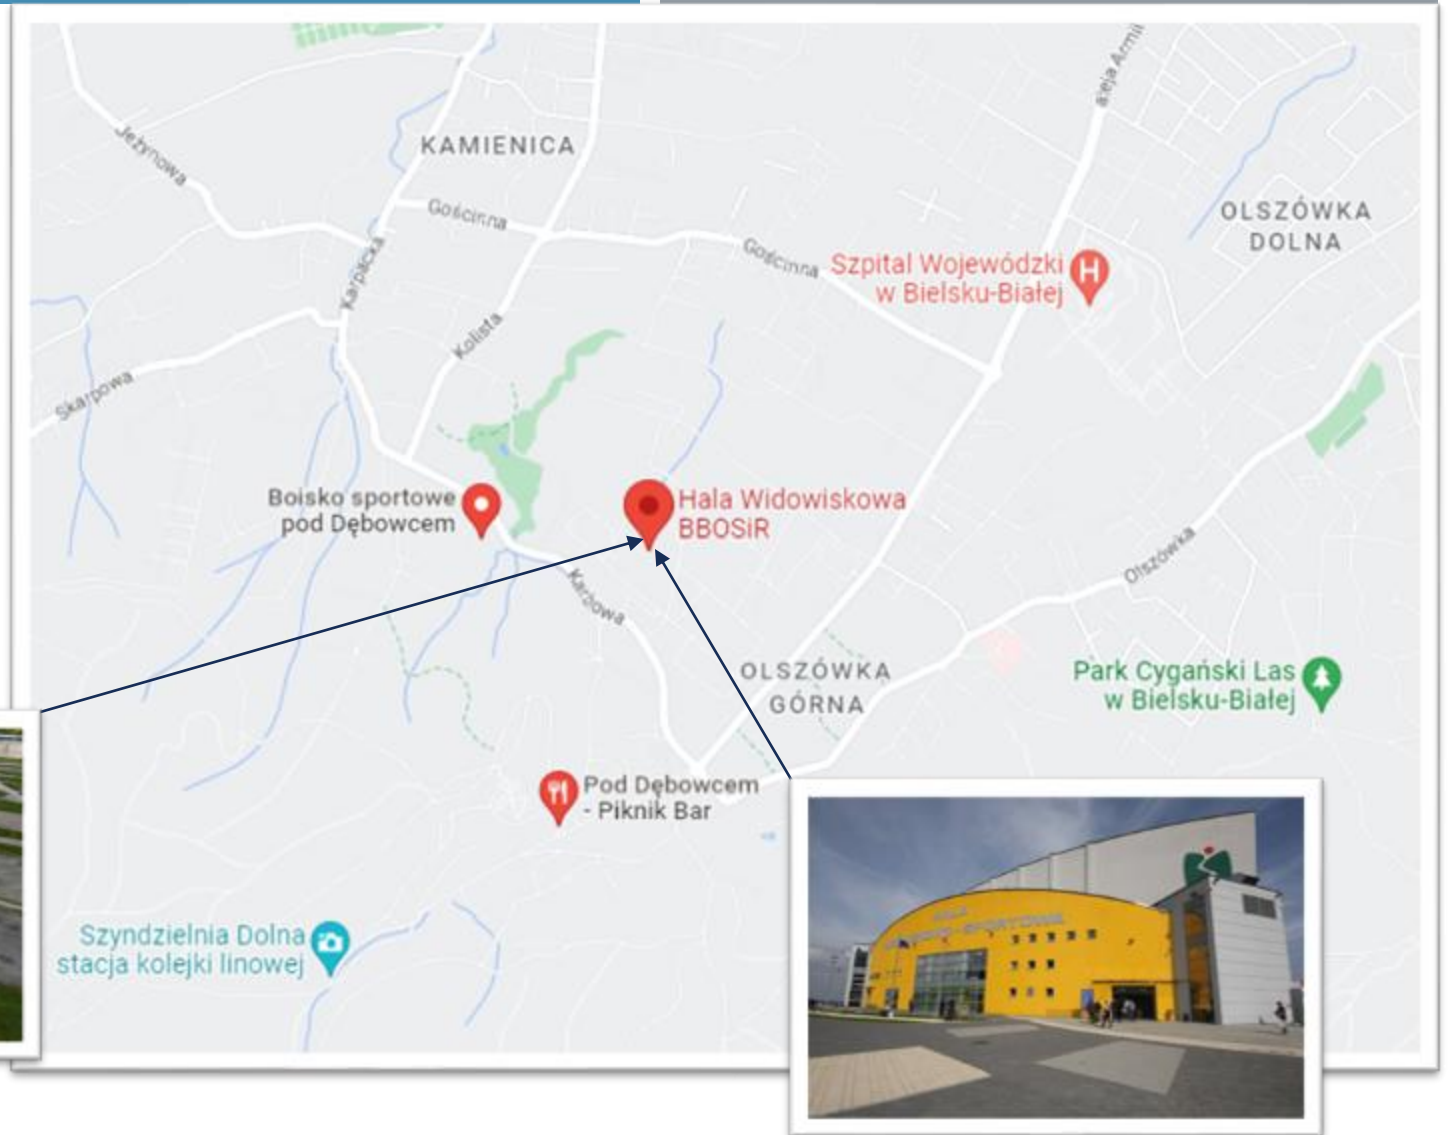 aleja Armii
Jeżynowa
KAMIENICA
Gościnna
OLSZÓWKA
DOLNA
Karpacka
Gościnna
Szpital Wojewódzki
w Bielsku-Białej
Kolista
Skarpowa
Boisko sportowe
pod Dębowcem
Hala Widowiskowa
BBOSiR
Olszówka
Karbowa
OLSZÓWKA
GÓRNA
Park Cygański Las
w Bielsku-Białej
Pod Dębowcem
- Piknik Bar
Szyndzielnia Dolna
stacja kolejki linowej